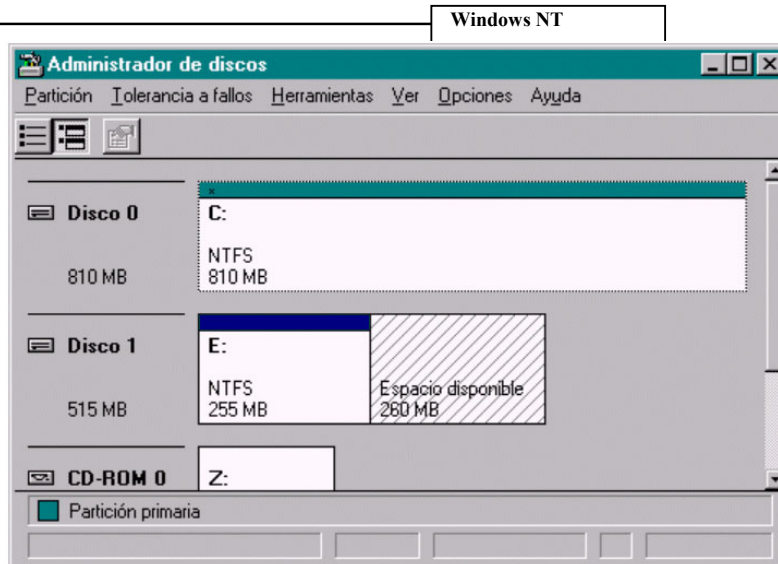 Windows NT
Administrador de discos
Partición Tolerancia a fallos Herramientas Ver Opciones Ayuda
Disco 0
810 MB
C:
NTFS
810 MB
Disco 1
515 MB
E:
NTFS
255 MB
Espacio disponible
260 MB
CD-ROM 0
Z:
Partición primaria